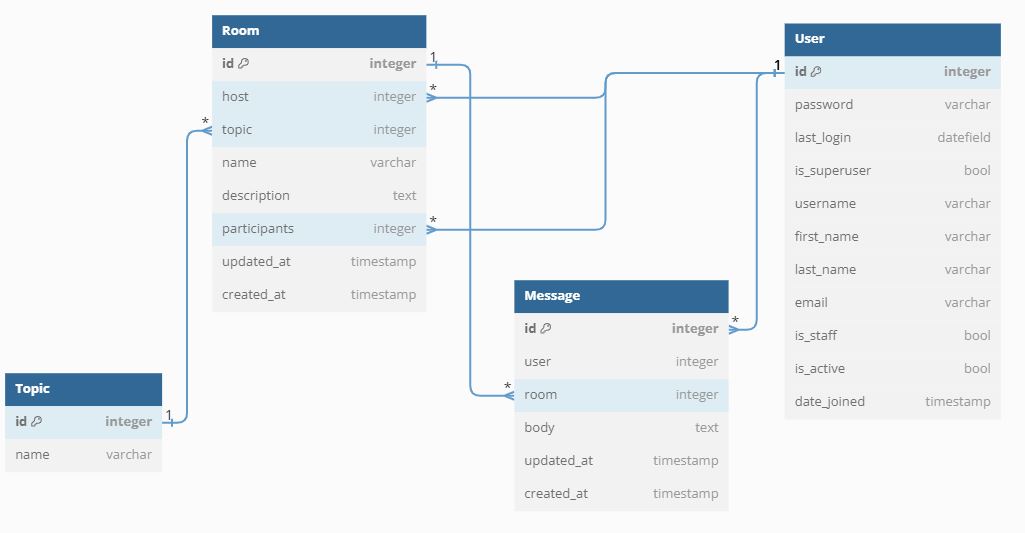 Room
id integer 1
host integer *
* topic integer
name varchar
description text
participants integer *
updated_at timestamp
created_at timestamp
User
1 id integer
password varchar
last_login datefield
is_superuser bool
username varchar
first_name varchar
last_name varchar
email varchar
is_staff bool
is_active bool
date_joined timestamp
Message
id integer *
user integer
* room integer
body text
updated_at timestamp
created_at timestamp
Topic
id integer 1
name varchar